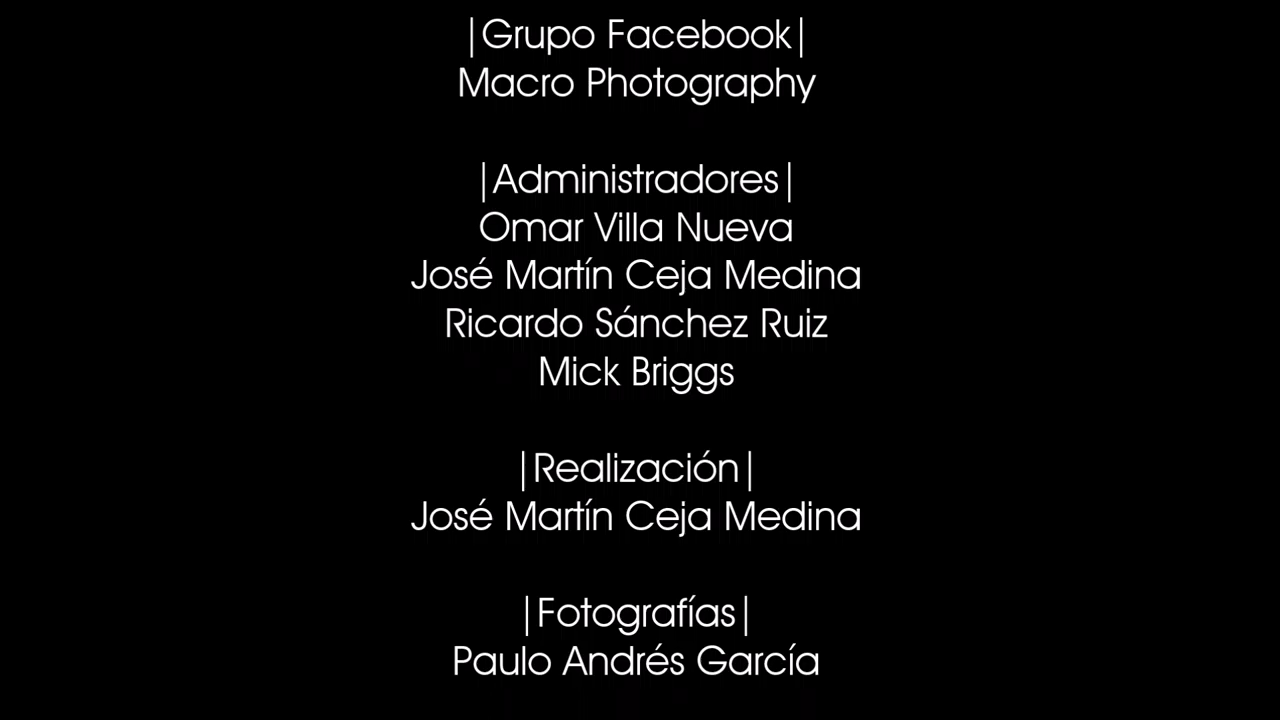 |Grupo Facebook|
Macro Photography
|Administradores|
Omar Villa Nueva
José Martín Ceja Medina
Ricardo Sánchez Ruiz
Mick Briggs
|Realización|
José Martín Ceja Medina
|Fotografías|
Paulo Andrés García